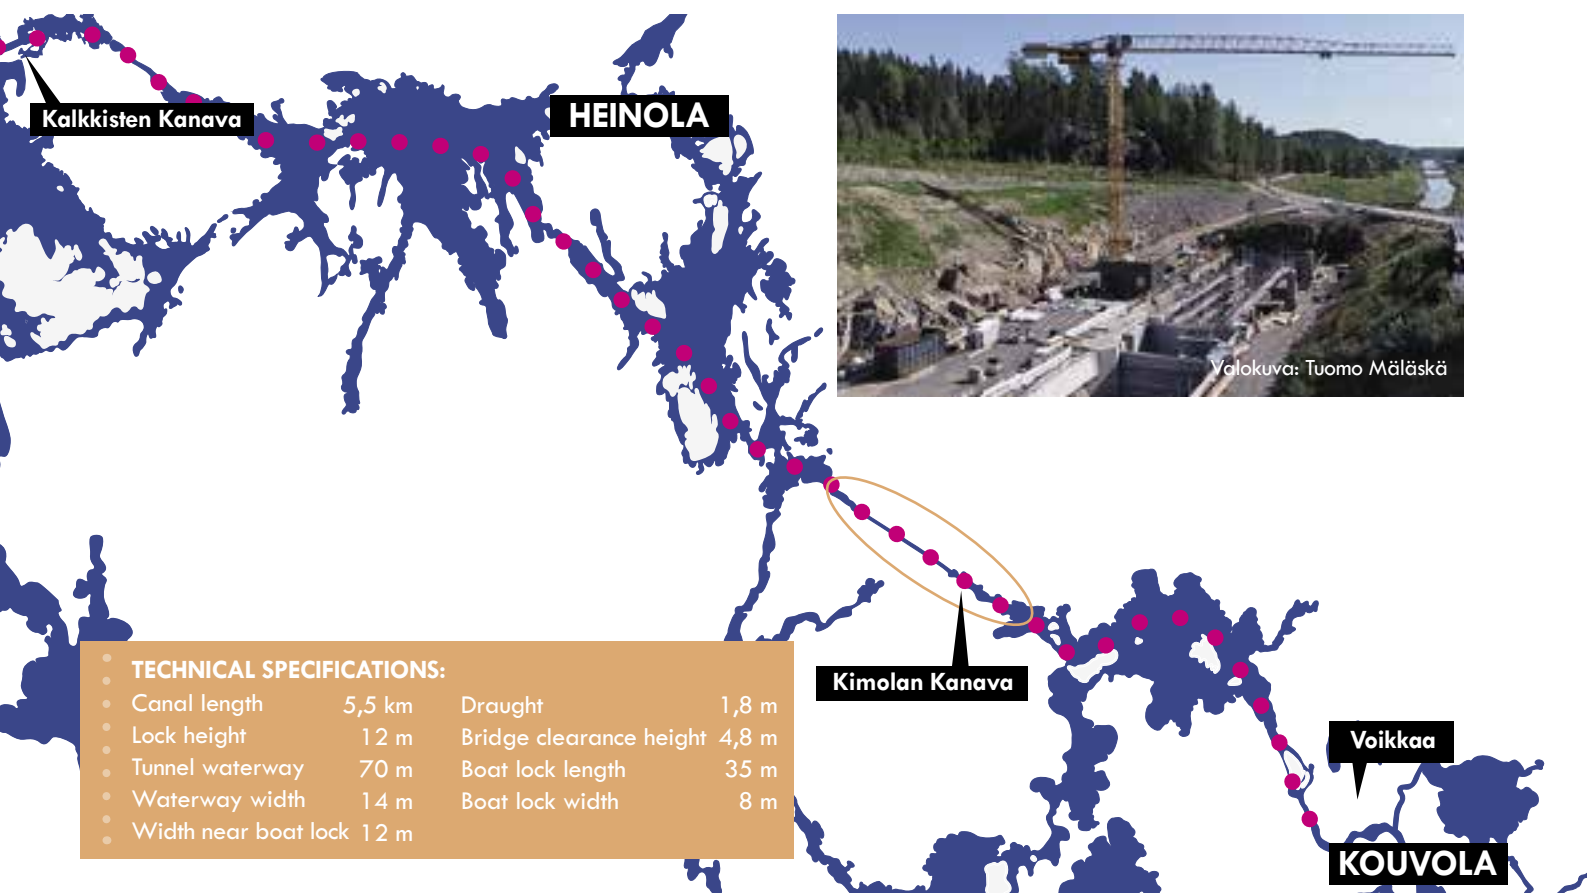 HEINOLA
Kalkkisten Kanava
Valokuva: Tuomo Mäläskä
Kimolan Kanava
TECHNICAL SPECIFICATIONS:
Canal length 5,5 km
Lock height 12 m
Tunnel waterway 70 m
Waterway width 14 m
Width near boat lock 12 m
Draught 1,8 m
Bridge clearance height 4,8 m
Boat lock length 35 m
Boat lock width 8 m
Voikkaa
KOUVOLA